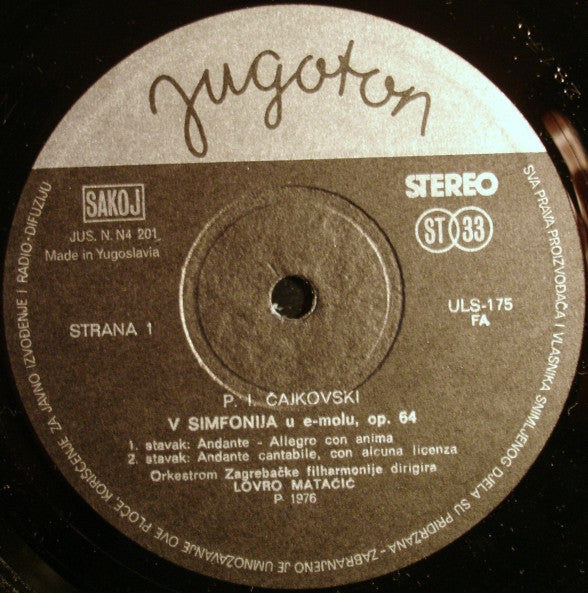 jugoton
SAKOJ
JUS. N. N4 201
Made in Yugoslavia
STEREO
ST 33
STRANA 1
ULS-175
FA
P. I. ČAJKOVSKI
V SIMFONIJA u e-molu, op. 64
1. stavak: Andante - Allegro con anima
2. stavak: Andante cantabile, con alcuna licenza
Orkestrom Zagrebačke filharmonije dirigira
LOVRO MATAČIĆ
P 1976
SVA PRAVA PROIZVOĐAČA I VLASNIKA SNIMLJENOG DJELA SU PRIDRŽANA - ZABRANJENO JE UMNOŽAVANJE OVE PLOČE, KORIŠĆENJE ZA JAVNO IZVOĐENJE I RADIO-DIFUZIJU